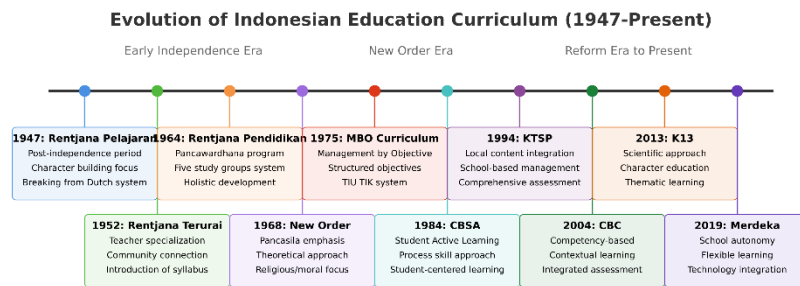 Evolution of Indonesian Education Curriculum (1947-Present)
Early Independence Era
New Order Era
Reform Era to Present
1947: Rentjana Pelajaran
Post-independence period
Character building focus
Breaking from Dutch system
1964: Rentjana Pendidikan
Pancawardhana program
Five study groups system
Holistic development
1975: MBO Curriculum
Management by Objective
Structured objectives
TIU TIK system
1994: KTSP
Local content integration
School-based management
Comprehensive assessment
2013: K13
Scientific approach
Character education
Thematic learning
1952: Rentjana Terurai
Teacher specialization
Community connection
Introduction of syllabus
1968: New Order
Pancasila emphasis
Theoretical approach
Religious/moral focus
1984: CBSA
Student Active Learning
Process skill approach
Student-centered learning
2004: CBC
Competency-based
Contextual learning
Integrated assessment
2019: Merdeka
School autonomy
Flexible learning
Technology integration